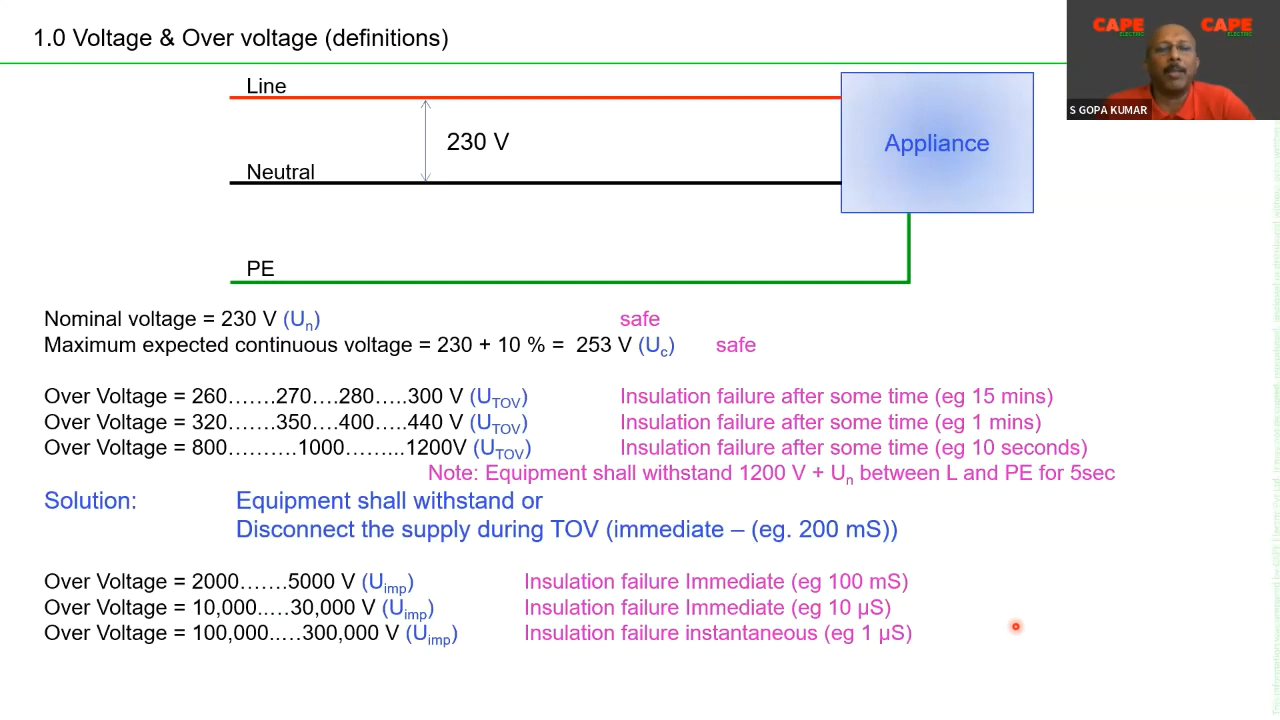 1.0 Voltage & Over voltage (definitions)
CAPE ELECTRIC
CAPE ELECTRIC
S GOPA KUMAR
Line
230 V
Appliance
Neutral
PE
Nominal voltage = 230 V (Un) safe
Maximum expected continuous voltage = 230 + 10 % = 253 V (Uc) safe
Over Voltage = 260…….270….280…..300 V (UTOV) Insulation failure after some time (eg 15 mins)
Over Voltage = 320…….350….400…..440 V (UTOV) Insulation failure after some time (eg 1 mins)
Over Voltage = 800……….1000……...1200V (UTOV) Insulation failure after some time (eg 10 seconds)
Note: Equipment shall withstand 1200 V + Un between L and PE for 5sec
Solution: Equipment shall withstand or
Disconnect the supply during TOV (immediate – (eg. 200 mS))
Over Voltage = 2000…….5000 V (Uimp) Insulation failure Immediate (eg 100 mS)
Over Voltage = 10,000..…30,000 V (Uimp) Insulation failure Immediate (eg 10 µS)
Over Voltage = 100,000..…300,000 V (Uimp) Insulation failure instantaneous (eg 1 µS)